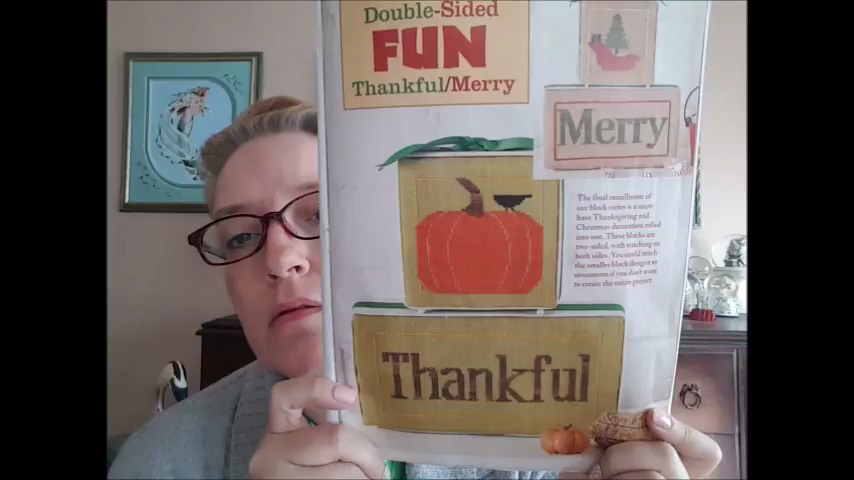 Double-Sided
FUN
Thankful/Merry
Merry
The final installment of
our block series is a must-
have Thanksgiving and
Christmas decoration rolled
into one. These blocks are
two-sided, with stitching on
both sides. You could stitch
the smaller block designs as
ornaments if you don't want
to create the entire project.
Thankful